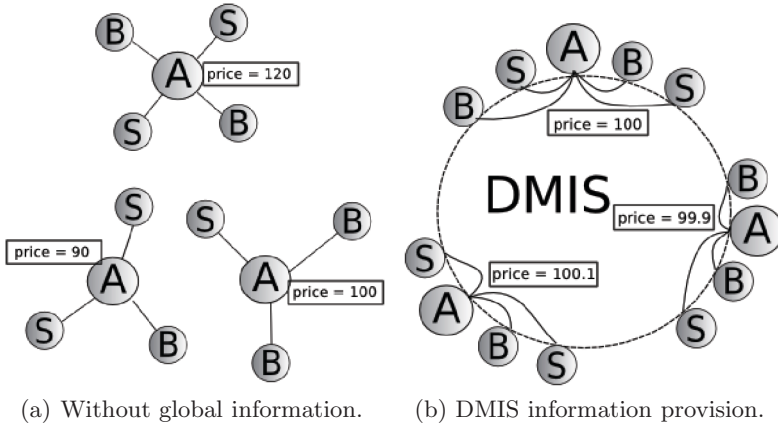 B
S
A
price = 120
S
B
S
price = 90
A
S
B
S
B
A
price = 100
B
A
S
B
B
S
price = 100
DMIS
B
price = 99.9
A
B
S
S
price = 100.1
A
B
S
(a) Without global information.
(b) DMIS information provision.